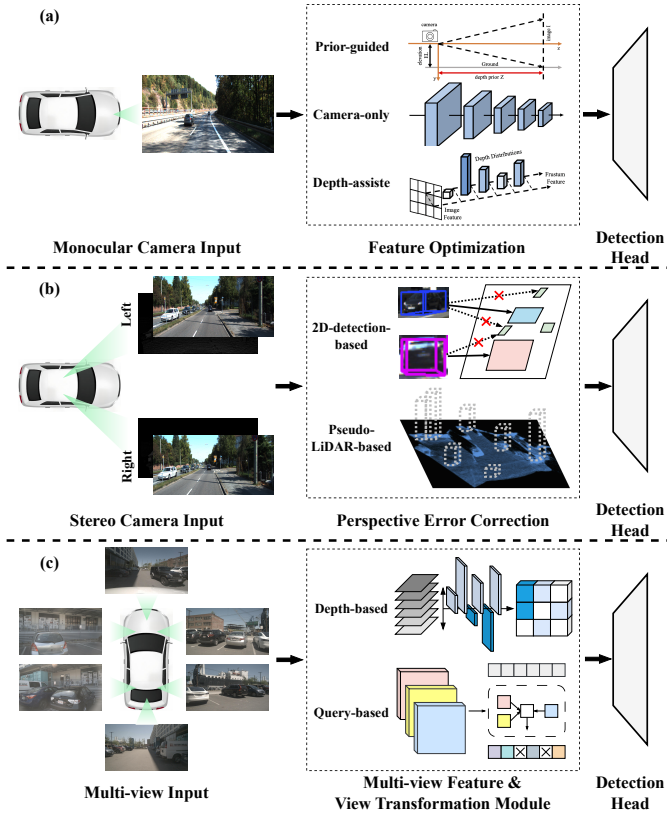 (a)
Prior-guided
camera
elevation
EL
Ground
depth prior Z
image I
z
y
Camera-only
Depth-assiste
Depth Distributions
Frustum
Feature
Image
Feature
Monocular Camera Input
Feature Optimization
Detection
Head
(b)
Left
Right
2D-detection-
based
Pseudo-
LiDAR-based
Stereo Camera Input
Perspective Error Correction
Detection
Head
(c)
Depth-based
Query-based
Multi-view Input
Multi-view Feature &
View Transformation Module
Detection
Head